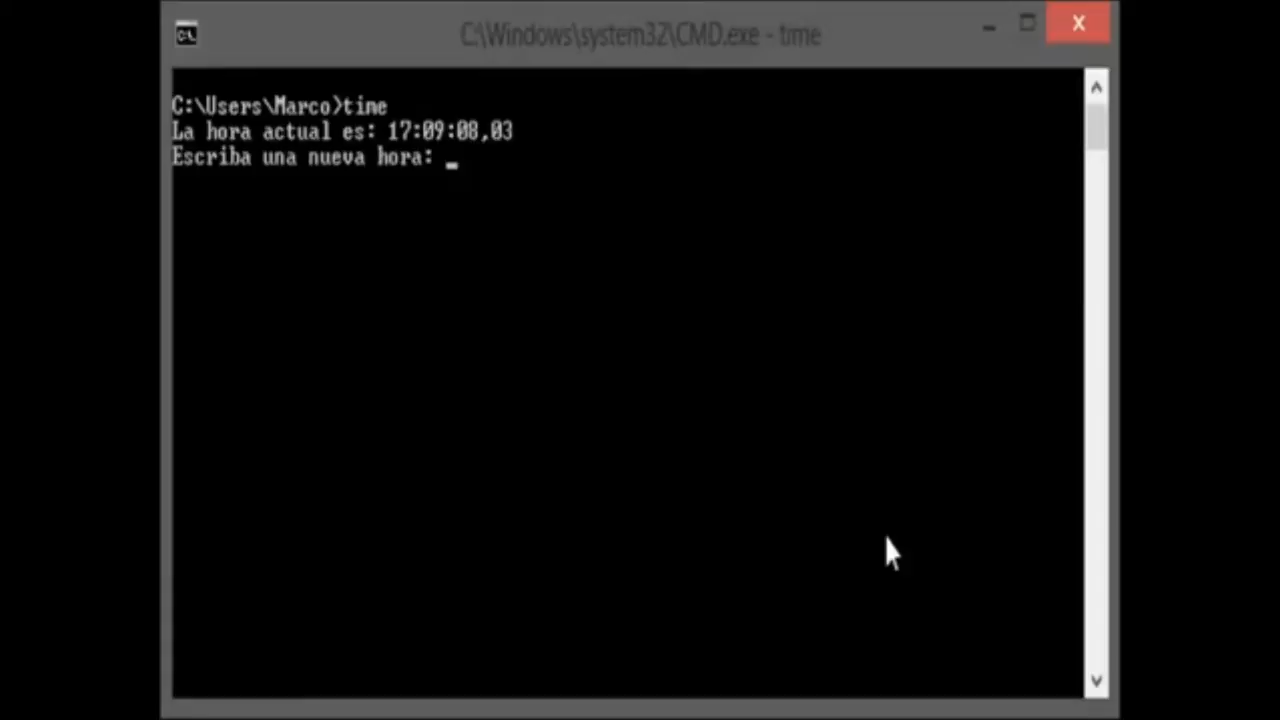 C:\Windows\system32\CMD.exe - time
C:\Users\Marco>time
La hora actual es: 17:09:08,03
Escriba una nueva hora: _